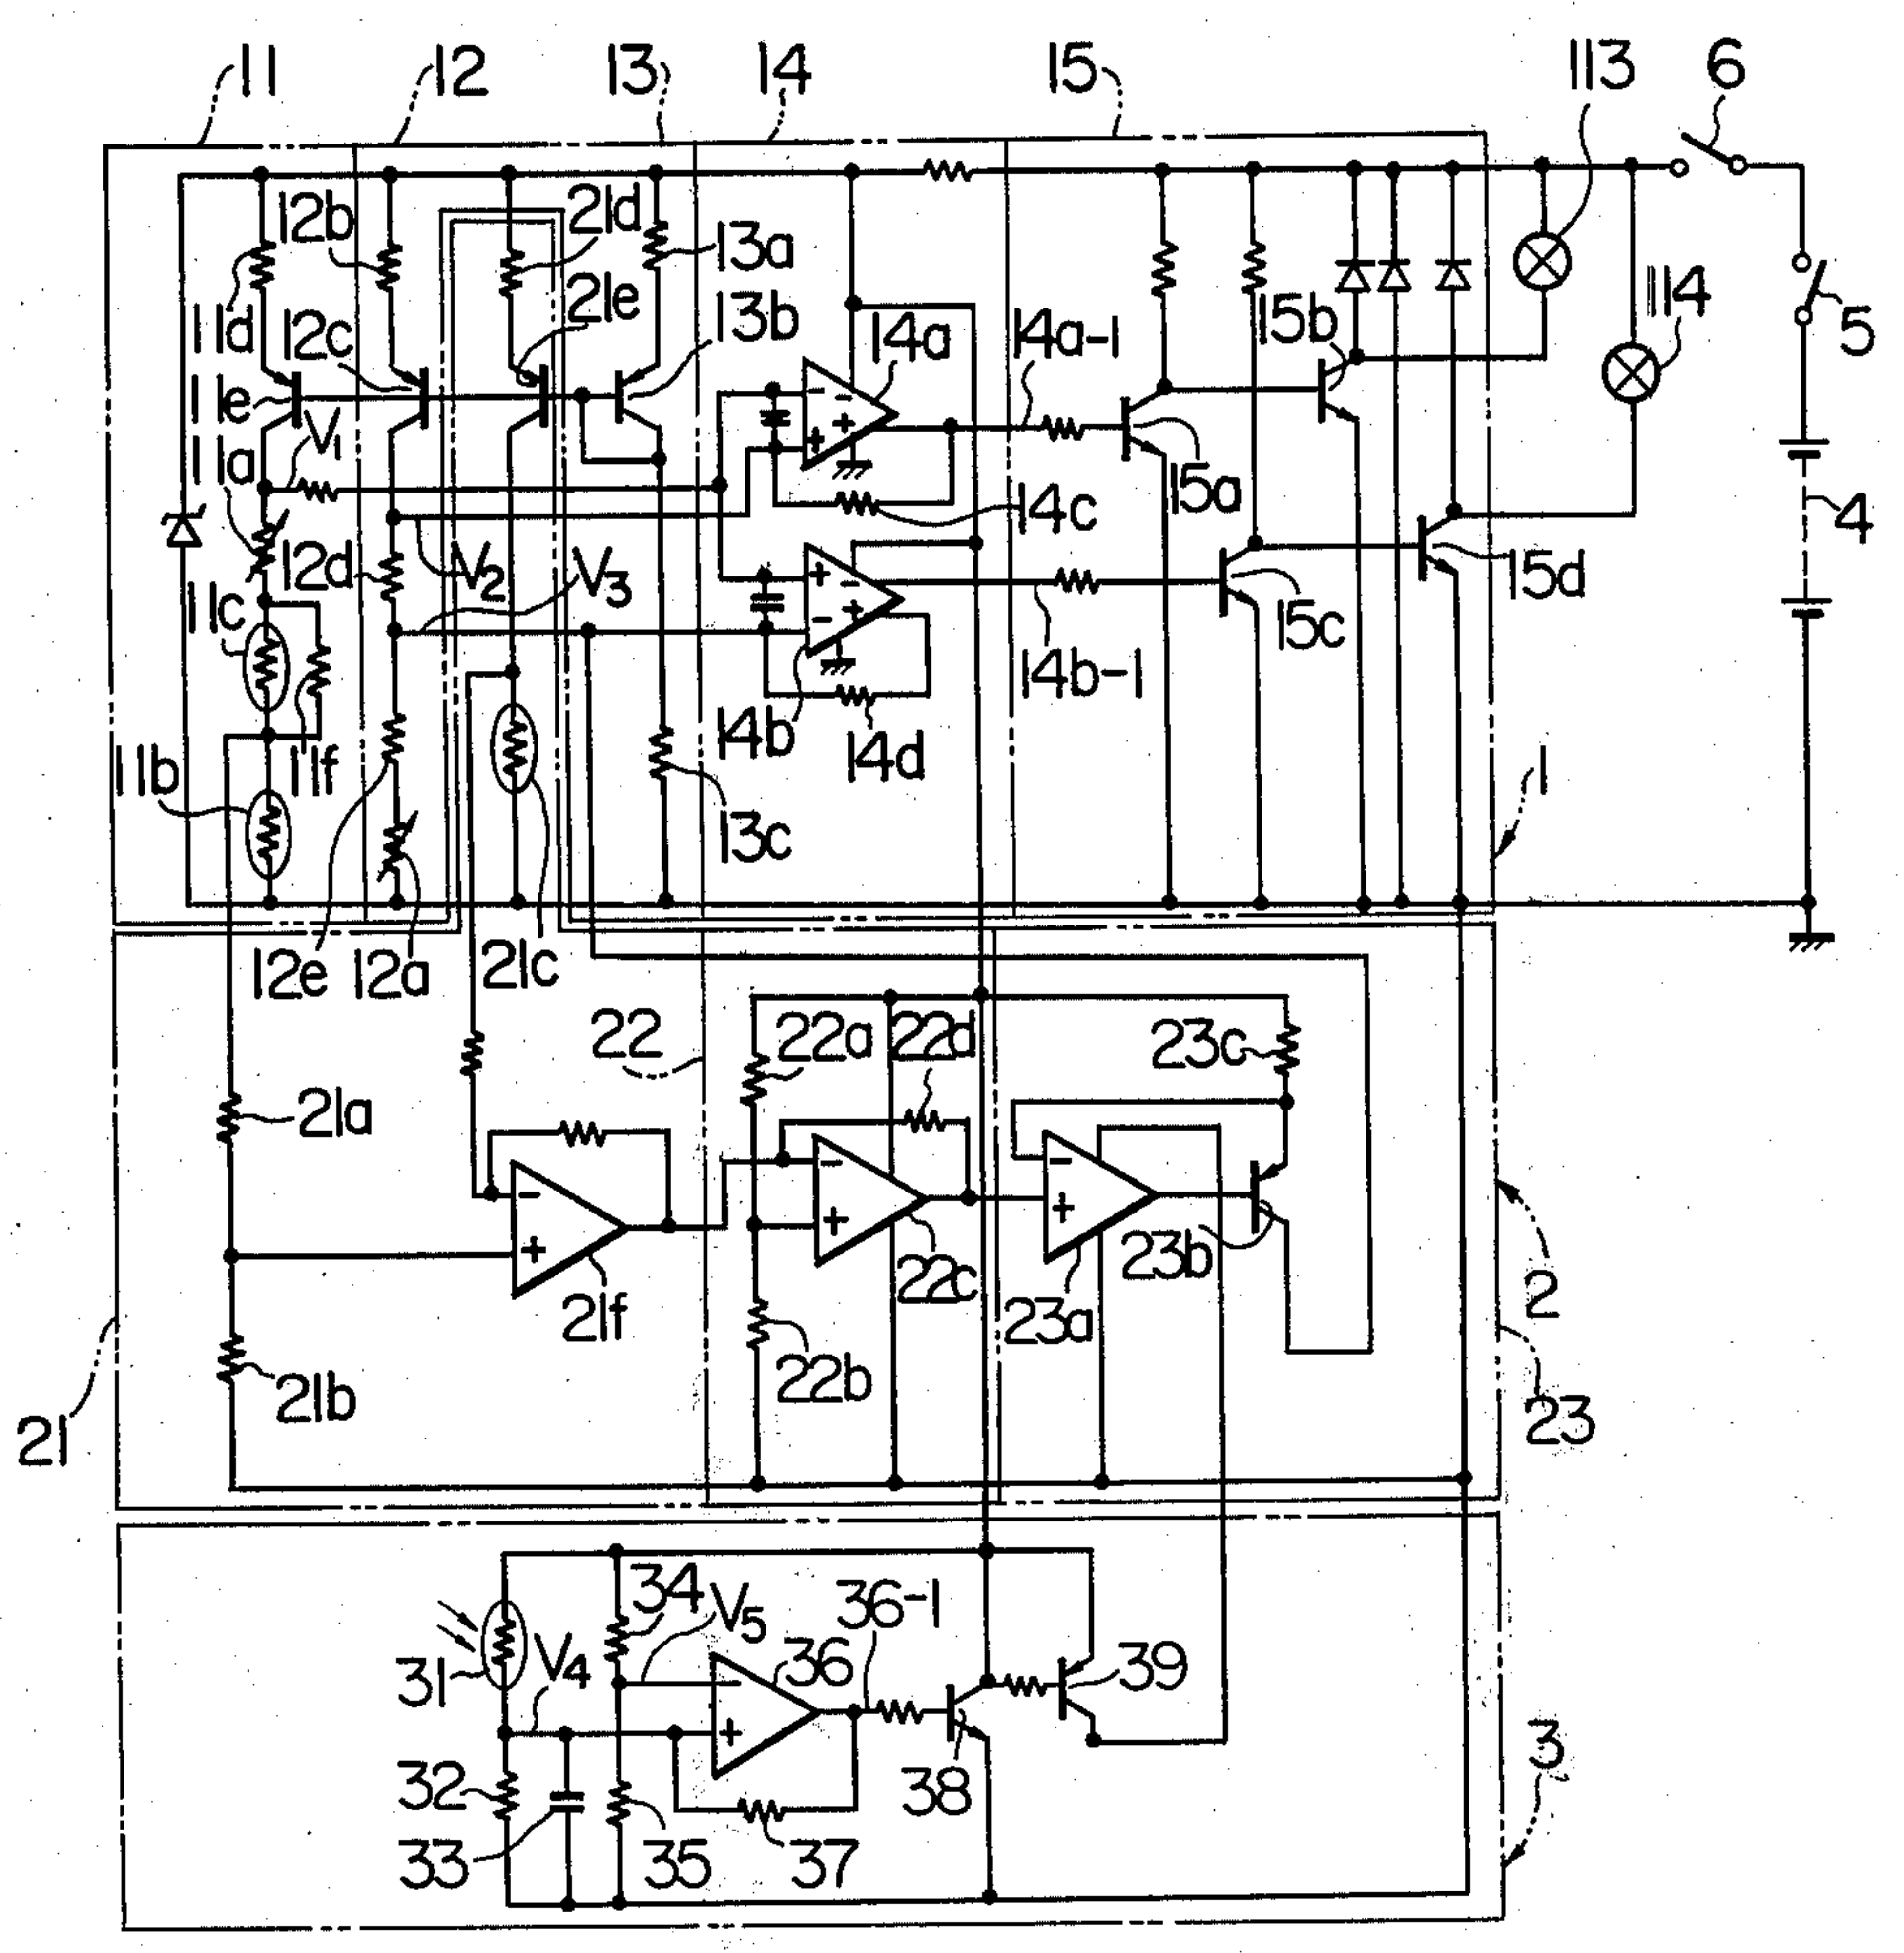 11 12 13 14 15 113 6
12b 21d 13a
11d 12c 21e 13b 14a 14a-1 15b 114 5
11e V1
11a 14c 15a 4
12d V2 V3 15d
11c 15c
14b-1
11b 11f 14b 14d 1
13c
12e 12a 21c
22 22a 22d 23c
21a
21f 22c 23a 23b 2
21b 22b
21 23
34 V5 36-1
31 V4 36 39
32 38 3
33 35 37
- - + +
+ - - +
- + - + - +
- +